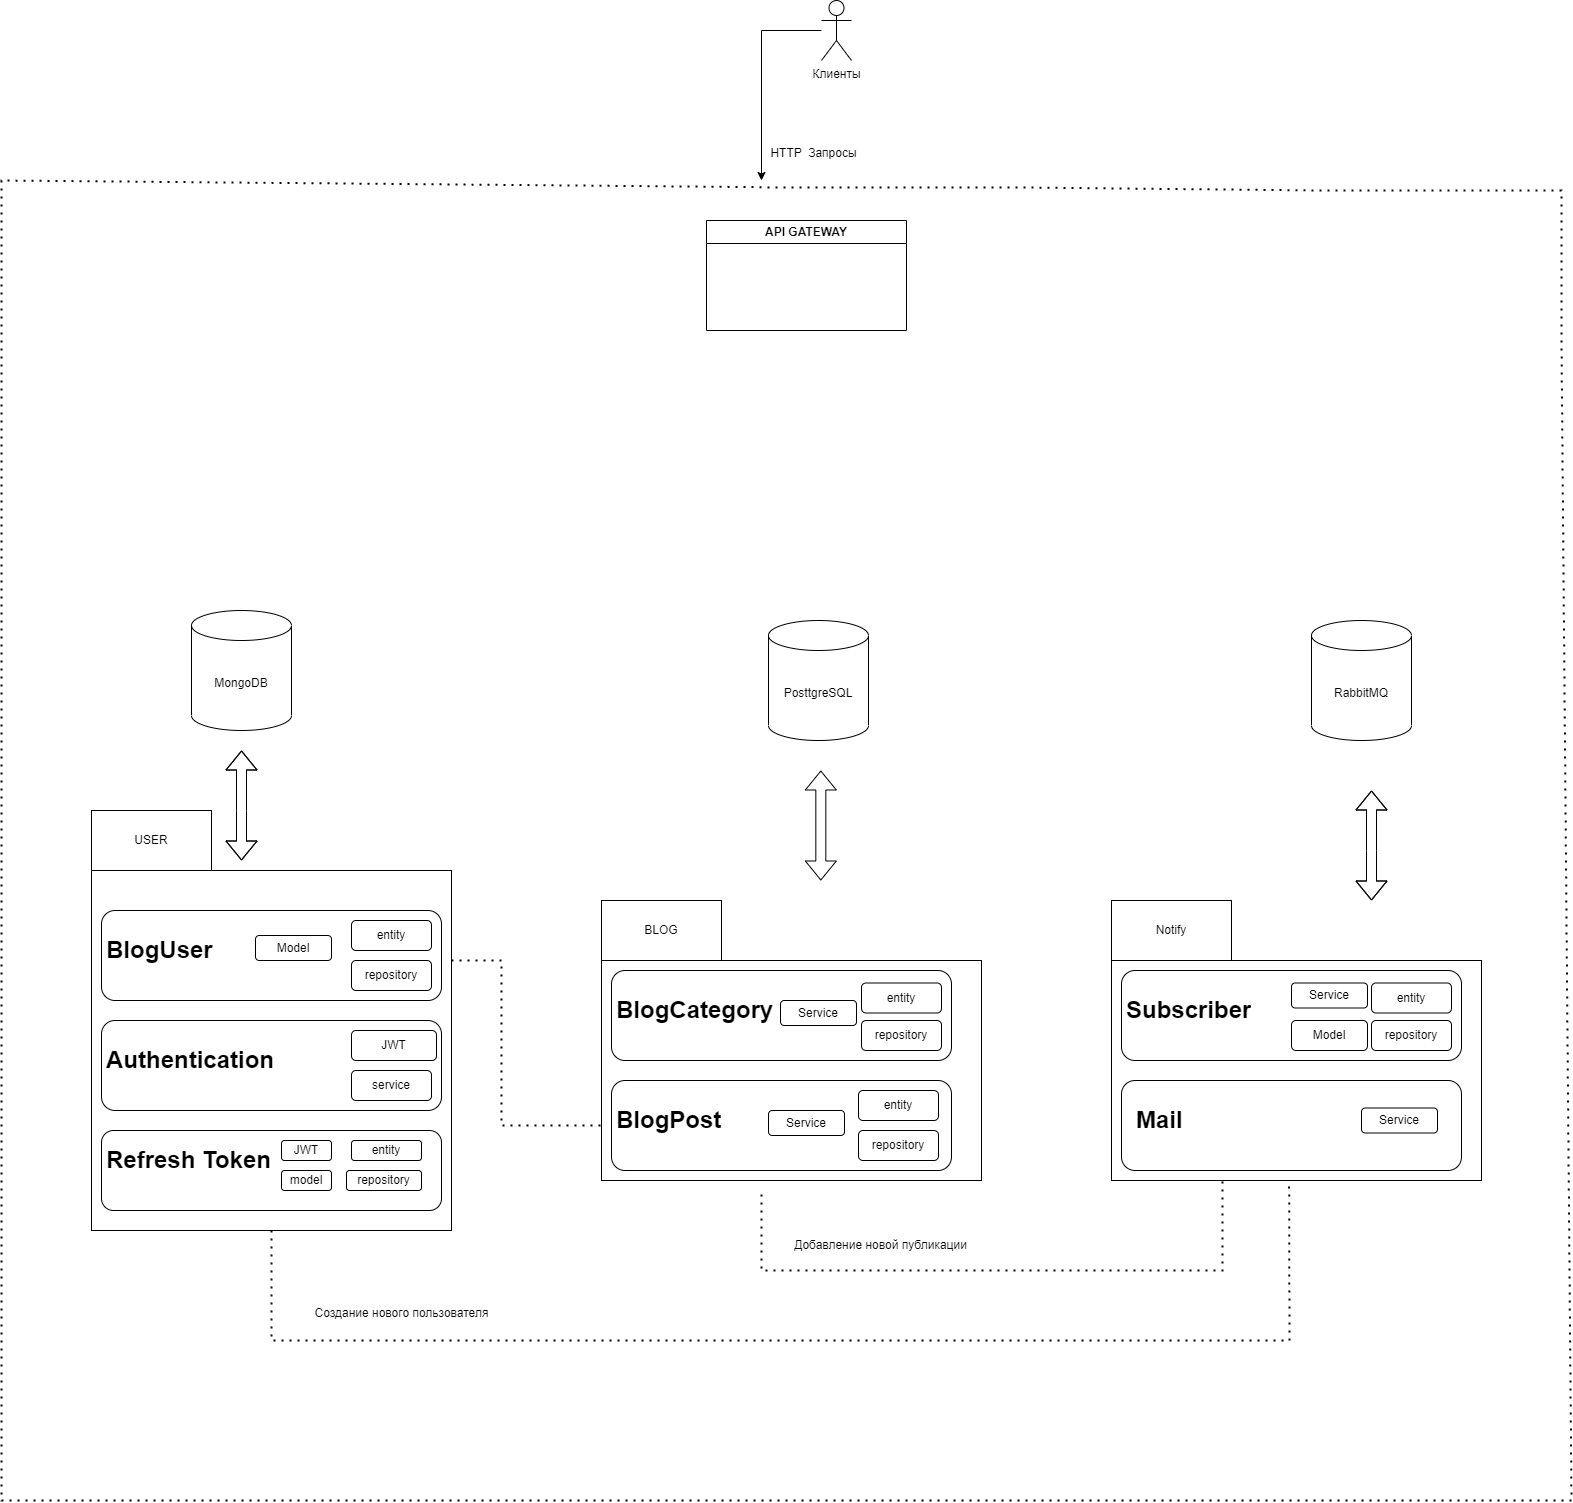 Клиенты
HTTP Запросы
API GATEWAY
MongoDB
PosttgreSQL
RabbitMQ
USER
BlogUser
Model
entity
repository
Authentication
JWT
service
Refresh Token
JWT
entity
model
repository
BLOG
BlogCategory
Service
entity
repository
BlogPost
Service
entity
repository
Notify
Subscriber
Service
entity
Model
repository
Mail
Service
Добавление новой публикации
Создание нового пользователя